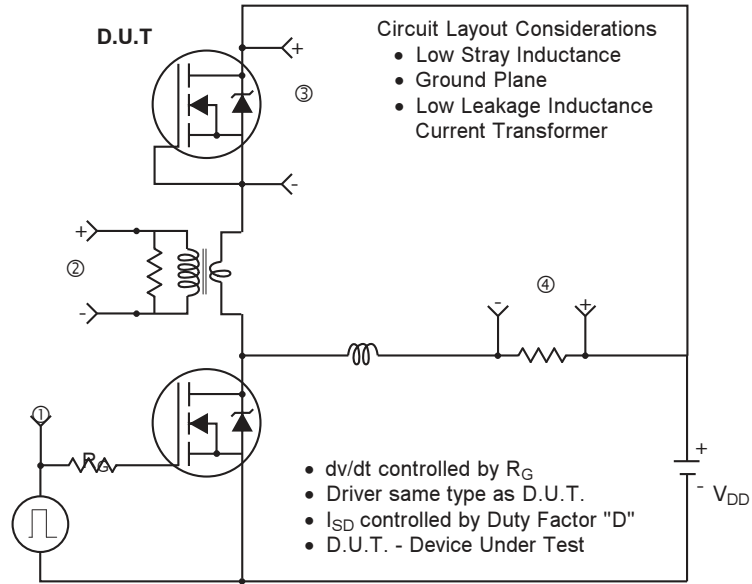 D.U.T
Circuit Layout Considerations
• Low Stray Inductance
• Ground Plane
• Low Leakage Inductance
Current Transformer
+
③
-
+
②
-
④
- +
①
RG
+
- VDD
• dv/dt controlled by RG
• Driver same type as D.U.T.
• ISD controlled by Duty Factor "D"
• D.U.T. - Device Under Test